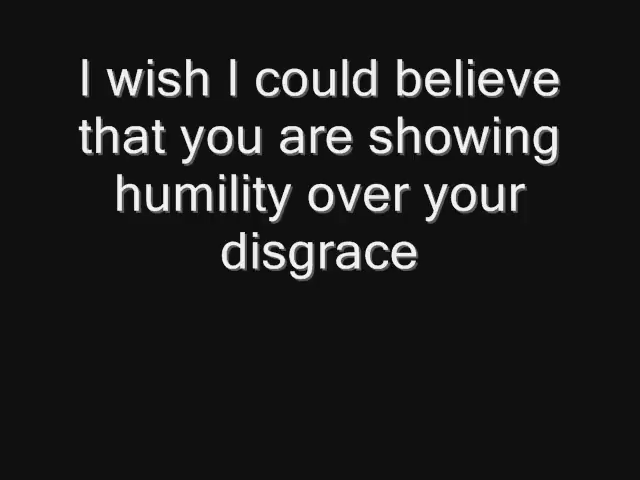 I wish I could believe
that you are showing
humility over your
disgrace